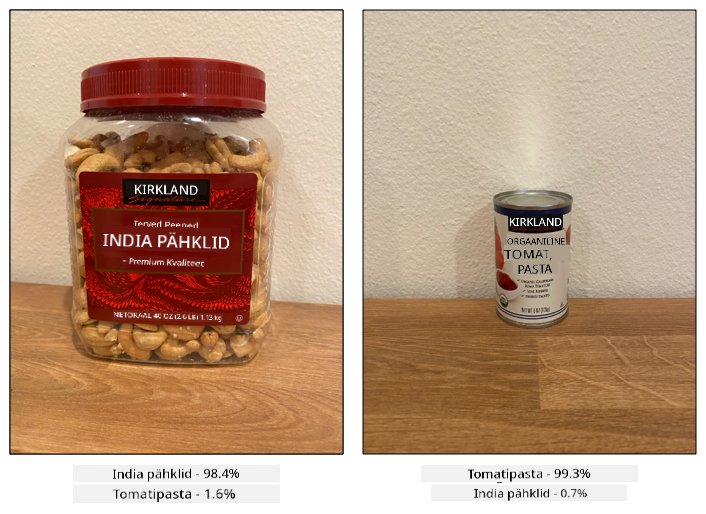 KIRKLAND
Signature
Terved Peened
INDIA PÄHKLID
- Premium Kvaliteet
NETOKAAL 40 OZ (2.6 LB) 1.13 kg
KIRKLAND
ORGAANILINE
TOMAT,
PASTA
India pähklid - 98.4%
Tomatipasta - 1.6%
Tomatipasta - 99.3%
India pähklid - 0.7%